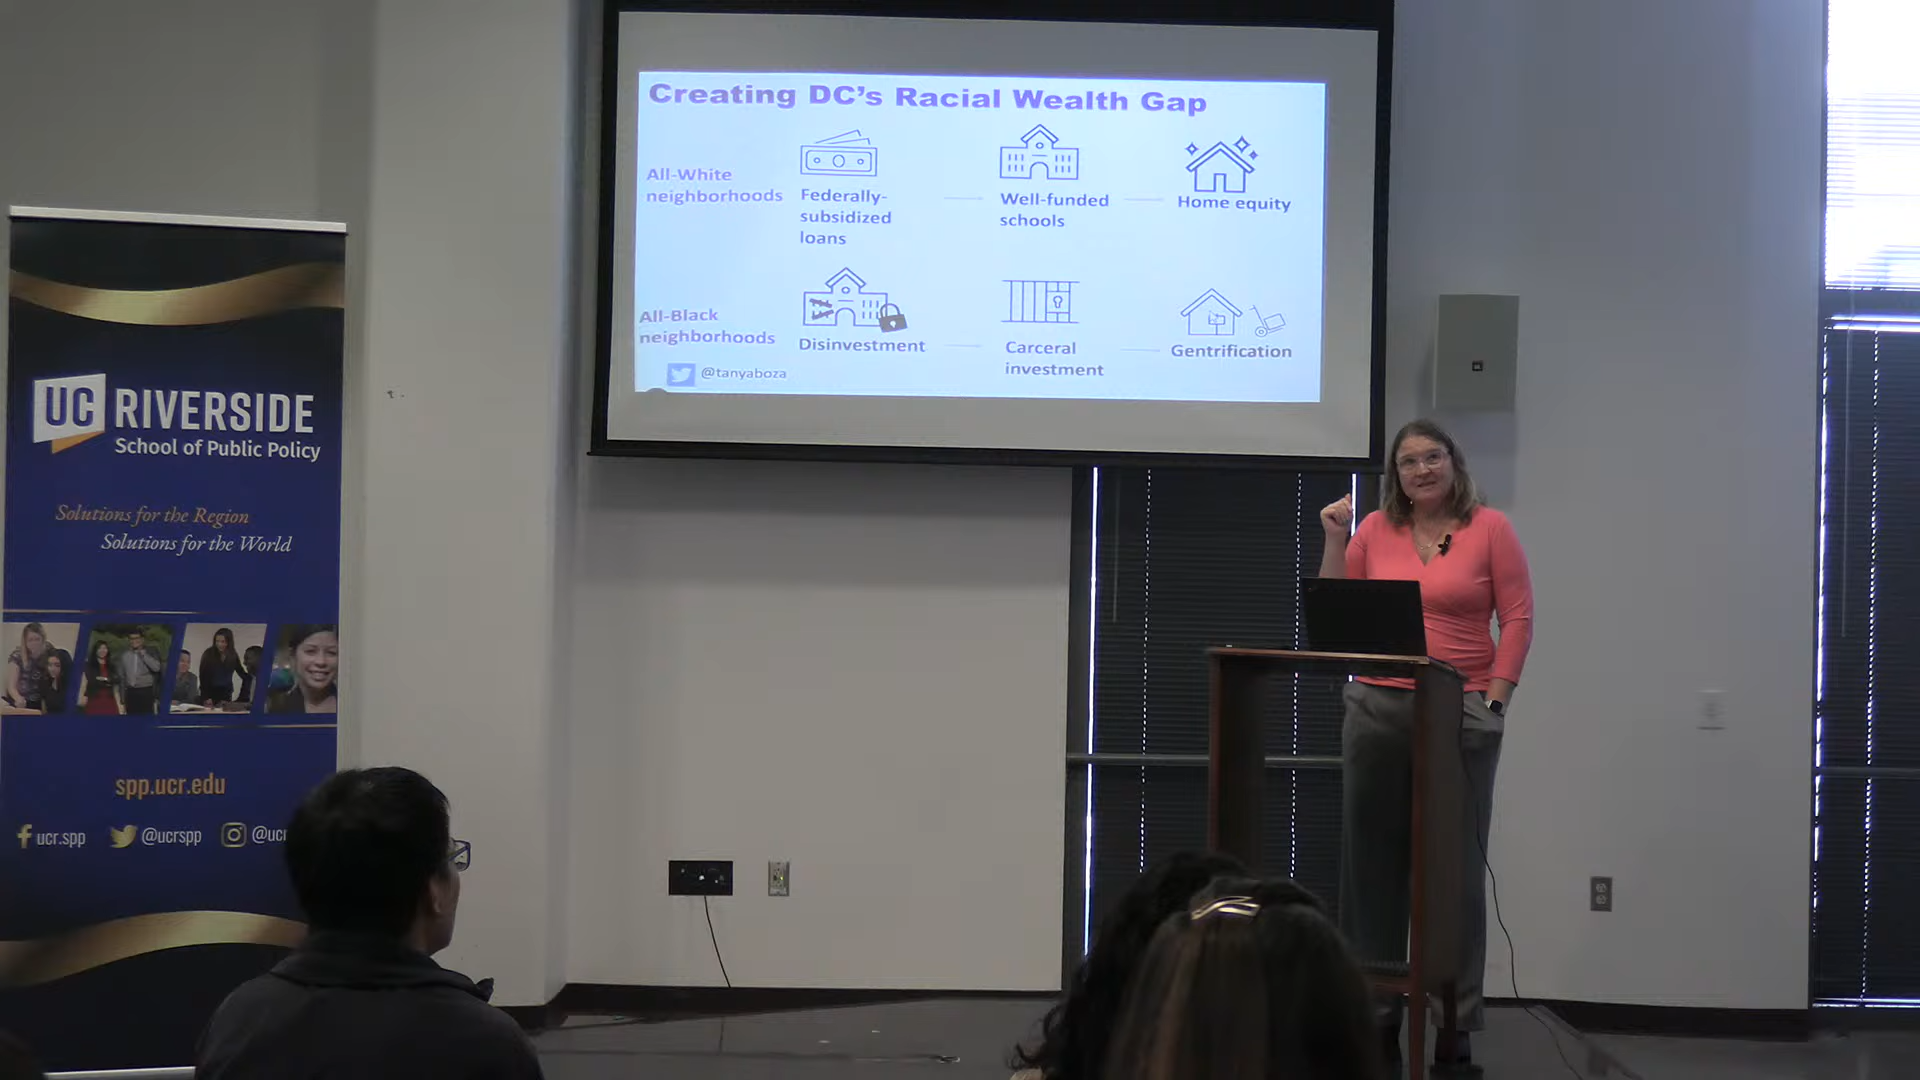 Creating DC's Racial Wealth Gap
All-White
neighborhoods
Federally-
subsidized
loans
Well-funded
schools
Home equity
All-Black
neighborhoods
Disinvestment
Carceral
investment
Gentrification
@tanyaboza
UC RIVERSIDE
School of Public Policy
Solutions for the Region
Solutions for the World
spp.ucr.edu
ucr.spp
@ucrspp